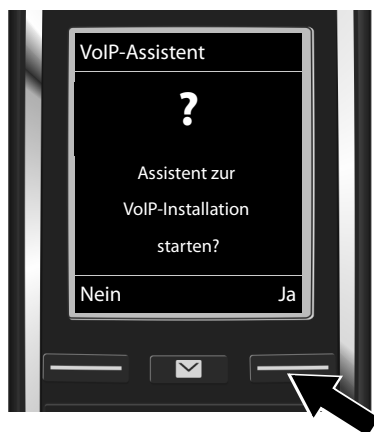 VoIP-Assistent
?
Assistent zur
VoIP-Installation
starten?
Nein Ja